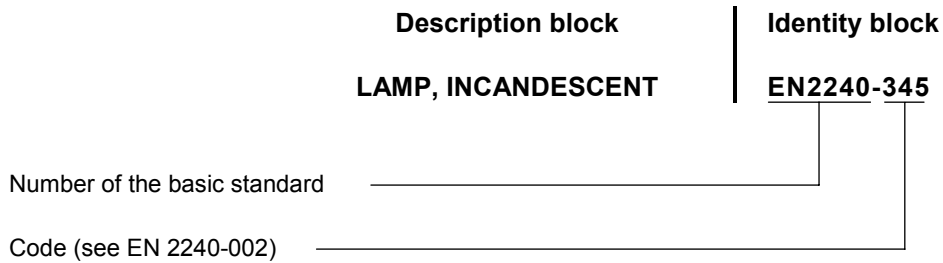 Description block Identity block
LAMP, INCANDESCENT EN2240-345
Number of the basic standard
Code (see EN 2240-002)